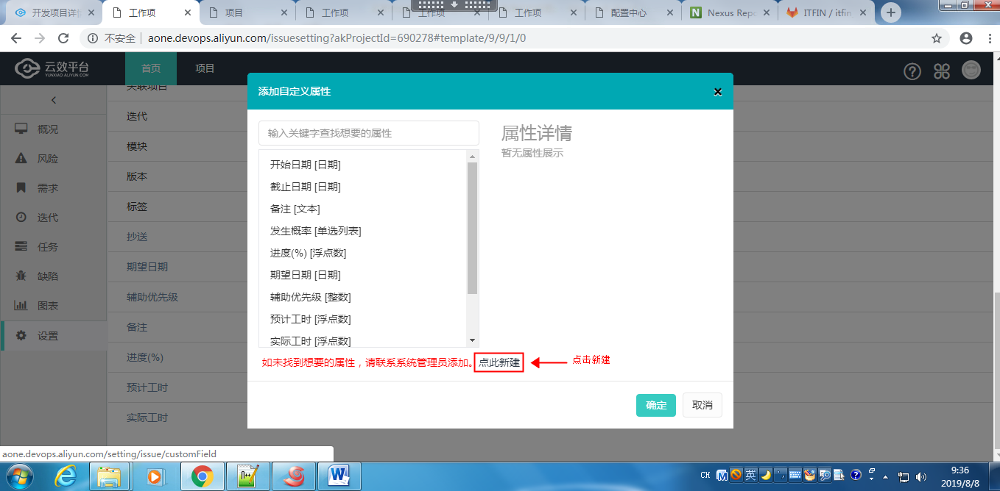 开发项目详情
工作项
项目
工作项
工作项
工作项
配置中心
Nexus Repo
ITFIN / itfin
不安全
aone.devops.aliyun.com/issuesetting?akProjectId=690278#template/9/9/1/0
云效平台
YUNXIAO.ALIYUN.COM
首页
项目
概况
风险
需求
迭代
任务
缺陷
图表
设置
关联项目
迭代
模块
版本
标签
抄送
期望日期
辅助优先级
备注
进度(%)
预计工时
实际工时
添加自定义属性
输入关键字查找想要的属性
开始日期 [日期]
截止日期 [日期]
备注 [文本]
发生概率 [单选列表]
进度(%) [浮点数]
期望日期 [日期]
辅助优先级 [整数]
预计工时 [浮点数]
实际工时 [浮点数]
属性详情
暂无属性展示
如未找到想要的属性，请联系系统管理员添加。点此新建
点击新建
确定
取消
aone.devops.aliyun.com/setting/issue/customField
CH
英
9:36
2019/8/8